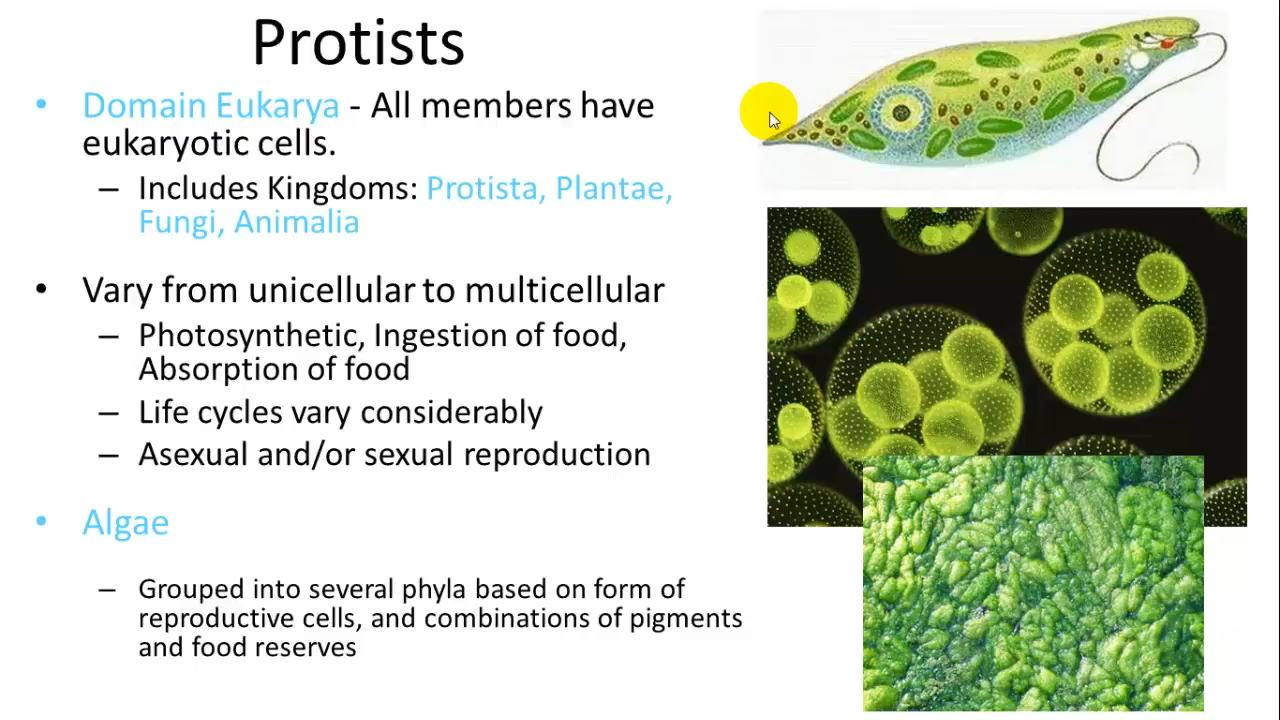 Protists
• Domain Eukarya - All members have
eukaryotic cells.
– Includes Kingdoms: Protista, Plantae,
Fungi, Animalia
• Vary from unicellular to multicellular
– Photosynthetic, Ingestion of food,
Absorption of food
– Life cycles vary considerably
– Asexual and/or sexual reproduction
• Algae
– Grouped into several phyla based on form of
reproductive cells, and combinations of pigments
and food reserves